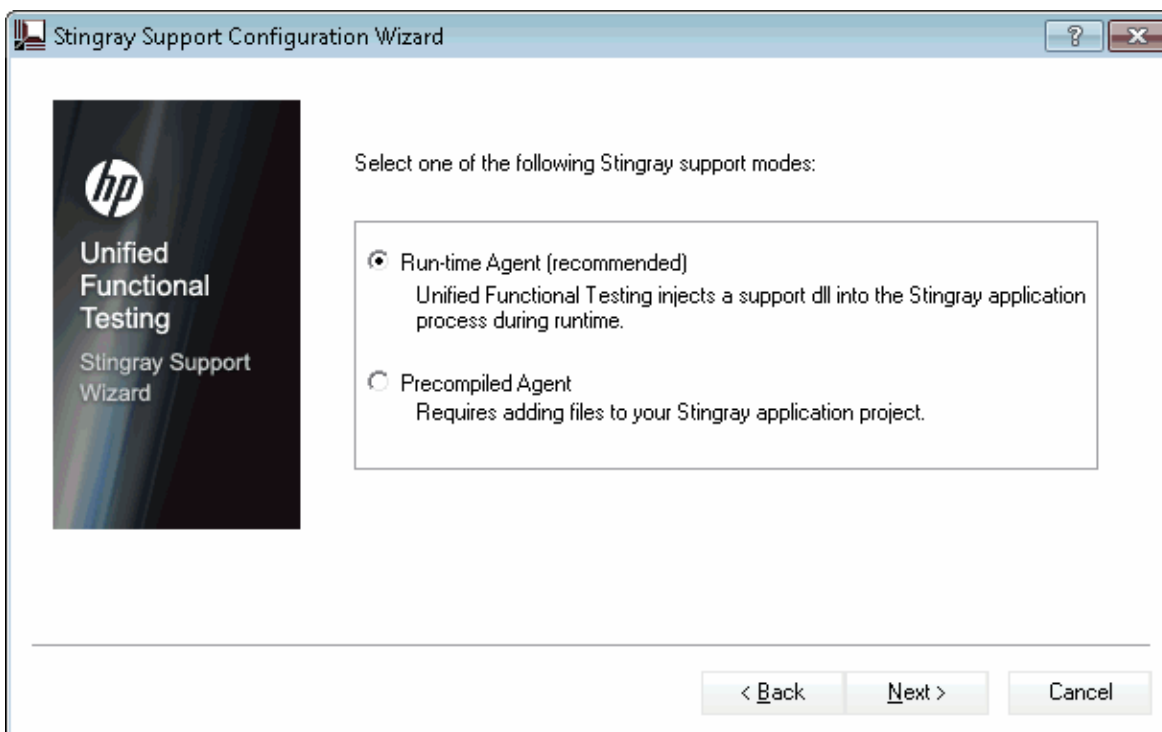 Stingray Support Configuration Wizard
?
hp
Unified
Functional
Testing
Stingray Support
Wizard
Select one of the following Stingray support modes:
Run-time Agent (recommended)
Unified Functional Testing injects a support dll into the Stingray application
process during runtime.
Precompiled Agent
Requires adding files to your Stingray application project.
< Back
Next >
Cancel